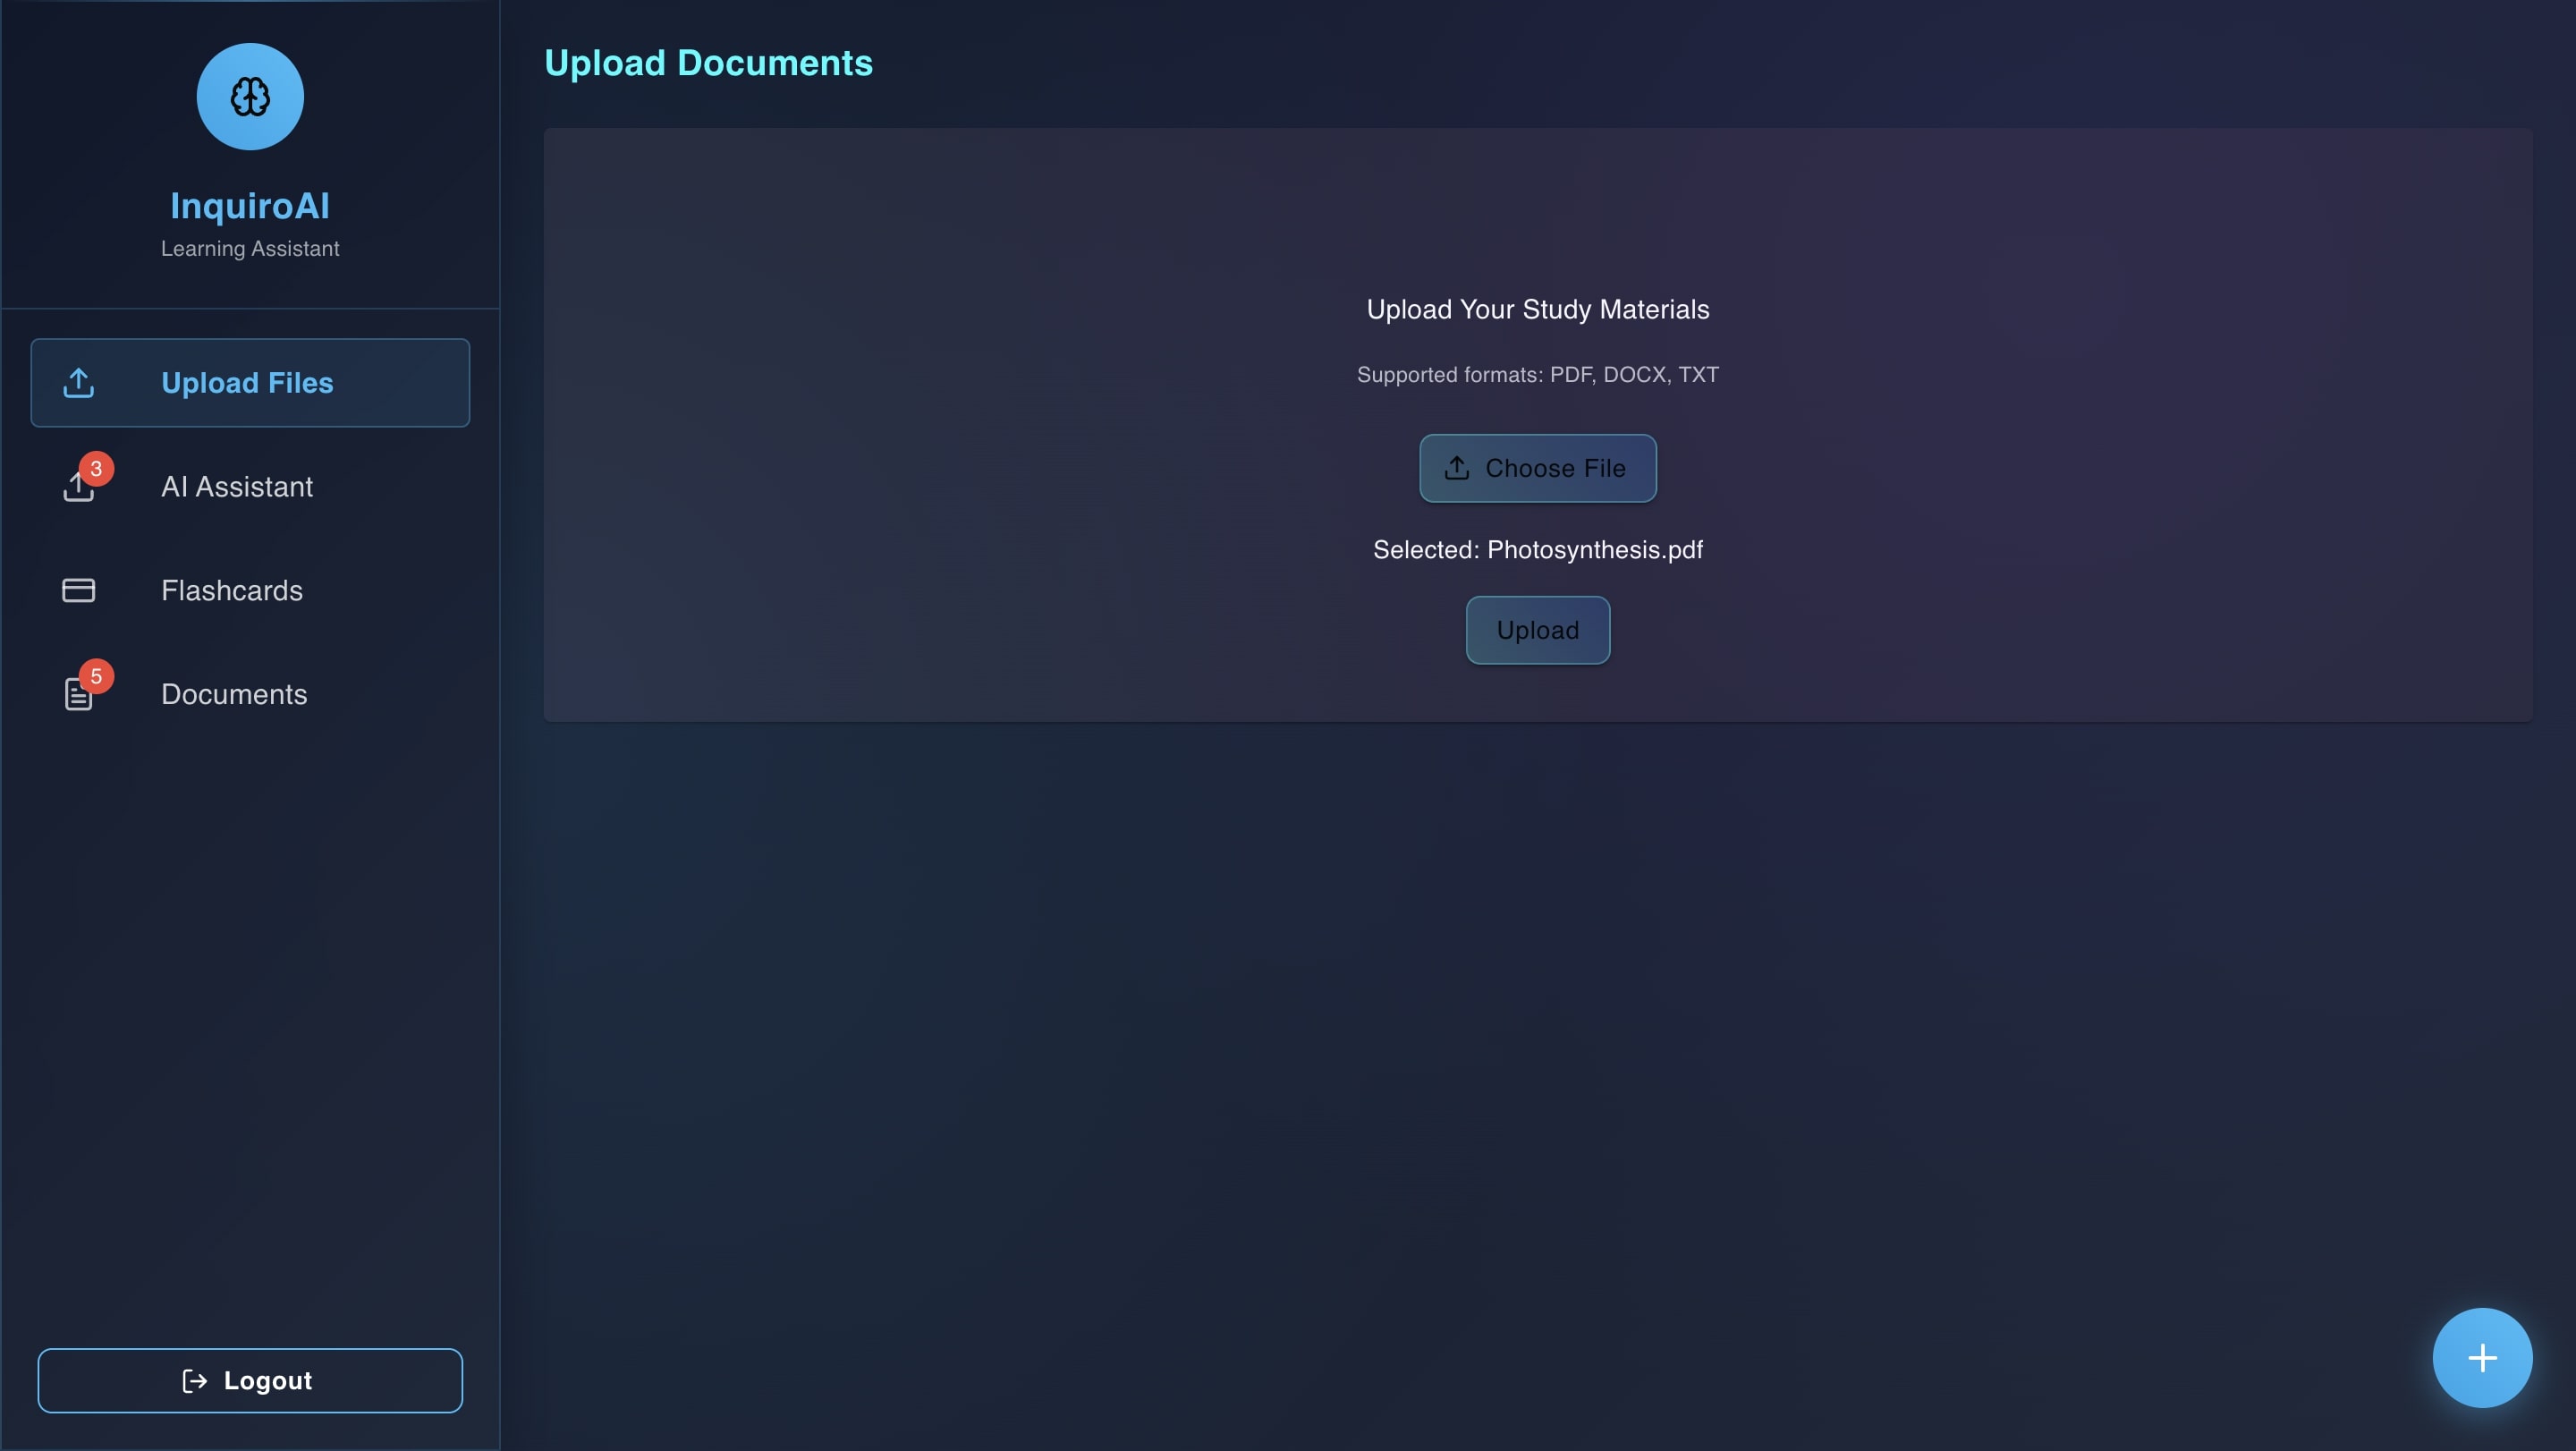 InquiroAI
Learning Assistant
Upload Files
3
AI Assistant
Flashcards
5
Documents
Logout
Upload Documents
Upload Your Study Materials
Supported formats: PDF, DOCX, TXT
Choose File
Selected: Photosynthesis.pdf
Upload